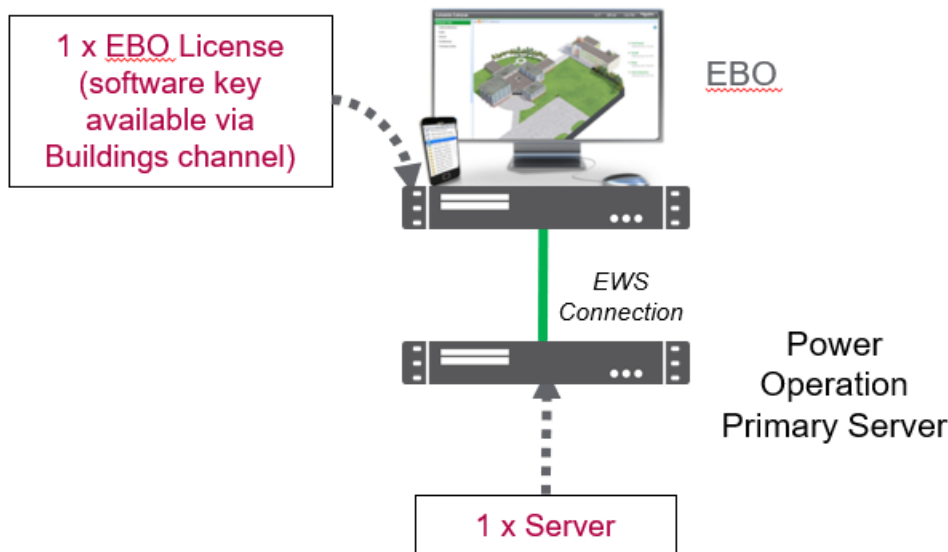 1 x EBO License
(software key
available via
Buildings channel)
EBO
EWS
Connection
Power
Operation
Primary Server
1 x Server